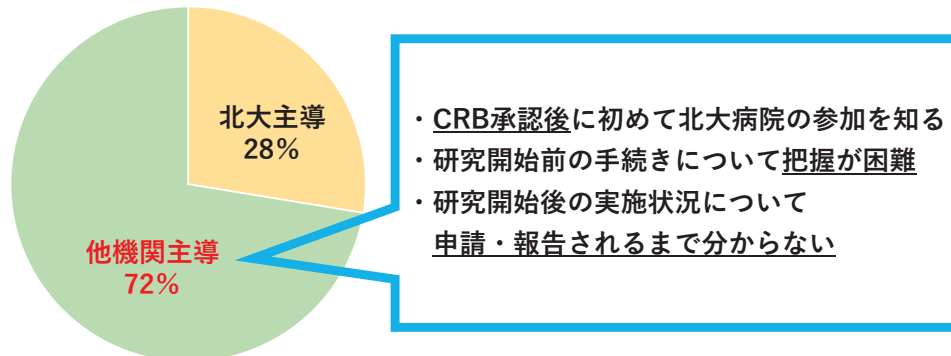 北大主導
28%
他機関主導
72%
・CRB承認後に初めて北大病院の参加を知る
・研究開始前の手続きについて把握が困難
・研究開始後の実施状況について
申請・報告されるまで分からない